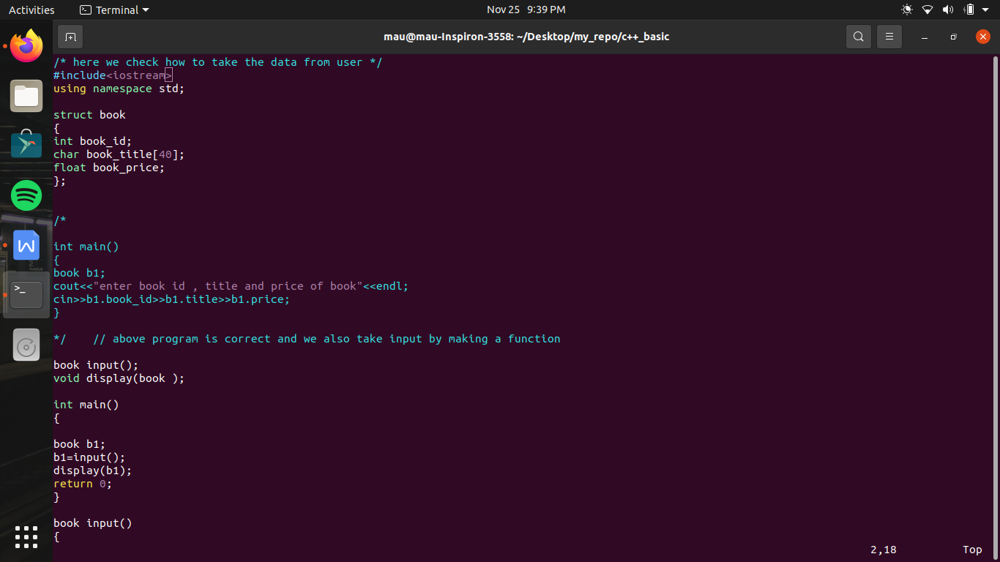 Activities Terminal Nov 25 9:39 PM
mau@mau-Inspiron-3558: ~/Desktop/my_repo/c++_basic
/* here we check how to take the data from user */
#include<iostream>
using namespace std;
struct book
{
int book_id;
char book_title[40];
float book_price;
};
/*
int main()
{
book b1;
cout<<"enter book id , title and price of book"<<endl;
cin>>b1.book_id>>b1.title>>b1.price;
}
*/    // above program is correct and we also take input by making a function
book input();
void display(book );
int main()
{
book b1;
b1=input();
display(b1);
return 0;
}
book input()
{
2,18 Top